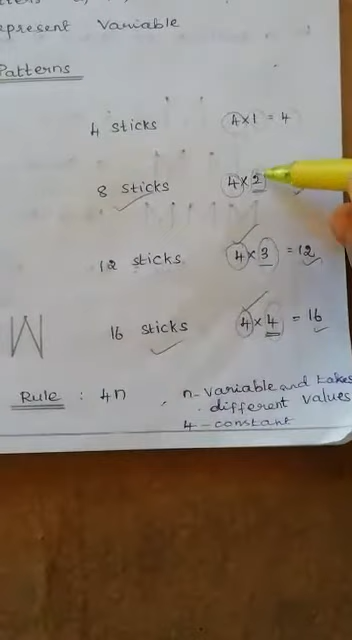 epresent variable
Patterns
4 sticks 4×1 = 4
8 sticks 4×2
12 sticks 4×3 = 12
16 sticks 4×4 = 16
Rule : 4n , n-variable and takes
different values
4 - constant